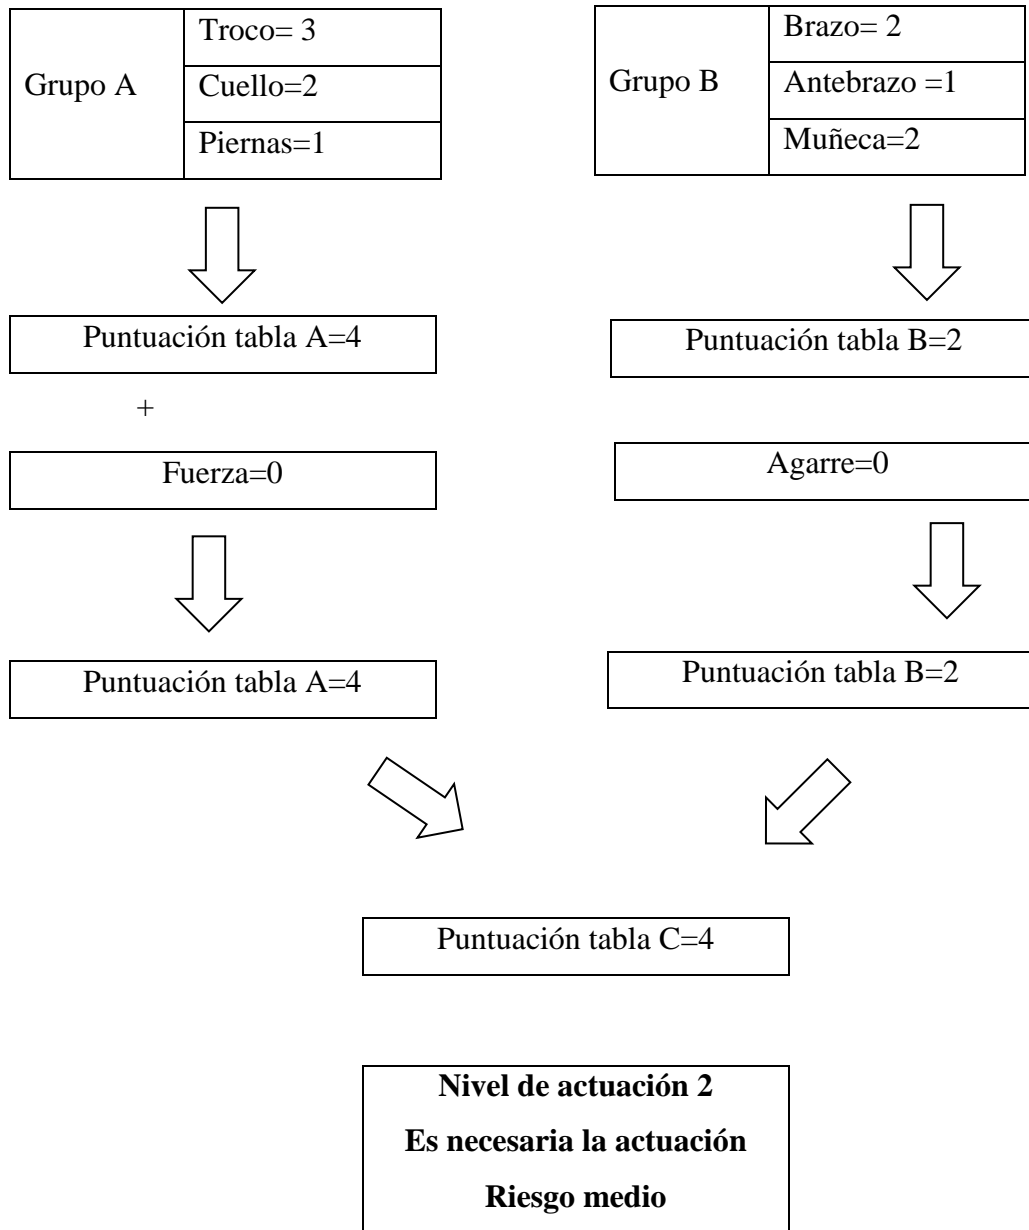 Grupo A
Troco= 3
Cuello=2
Piernas=1
Grupo B
Brazo= 2
Antebrazo =1
Muñeca=2
Puntuación tabla A=4
Puntuación tabla B=2
+
Fuerza=0
Agarre=0
Puntuación tabla A=4
Puntuación tabla B=2
Puntuación tabla C=4
Nivel de actuación 2
Es necesaria la actuación
Riesgo medio